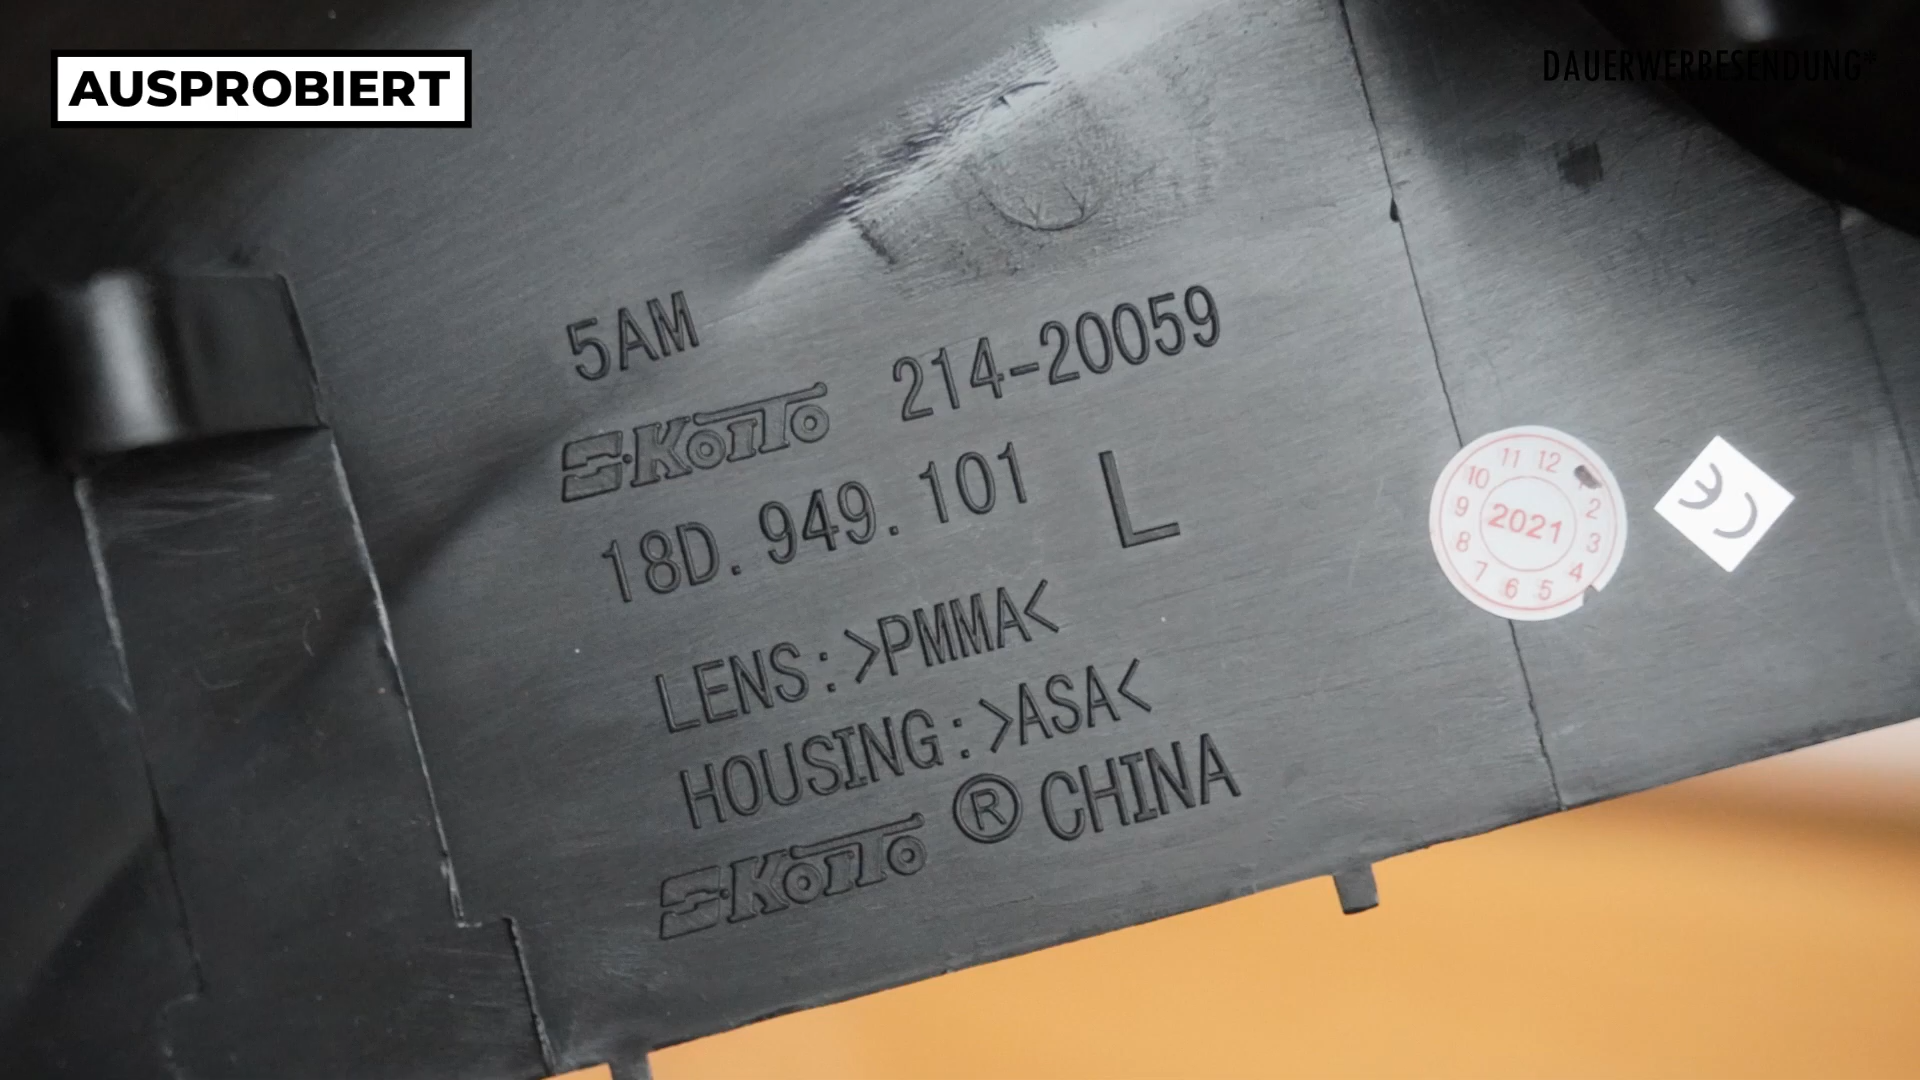 AUSPROBIERT
DAUERWERBESENDUNG*
5AM
KOITO 214-20059
18D.949.101 L
LENS:>PMMA<
HOUSING:>ASA<
KOITO ® CHINA
11 12 2 3 4 5 6 7 8 9 10
2021
CE